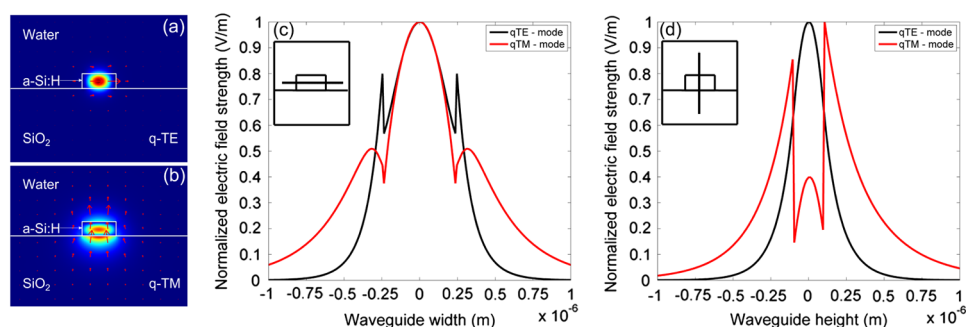 (a)
Water
a-Si:H
SiO₂
q-TE
(b)
Water
a-Si:H
SiO₂
q-TM
(c)
qTE - mode
qTM - mode
Normalized electric field strength (V/m)
1
0.9
0.8
0.7
0.6
0.5
0.4
0.3
0.2
0.1
0
-1 -0.75 -0.5 -0.25 0 0.25 0.5 0.75 1
x 10⁻⁶
Waveguide width (m)
(d)
qTE - mode
qTM - mode
Normalized electric field strength (V/m)
1
0.9
0.8
0.7
0.6
0.5
0.4
0.3
0.2
0.1
0
-1 -0.75 -0.5 -0.25 0 0.25 0.5 0.75 1
x 10⁻⁶
Waveguide height (m)